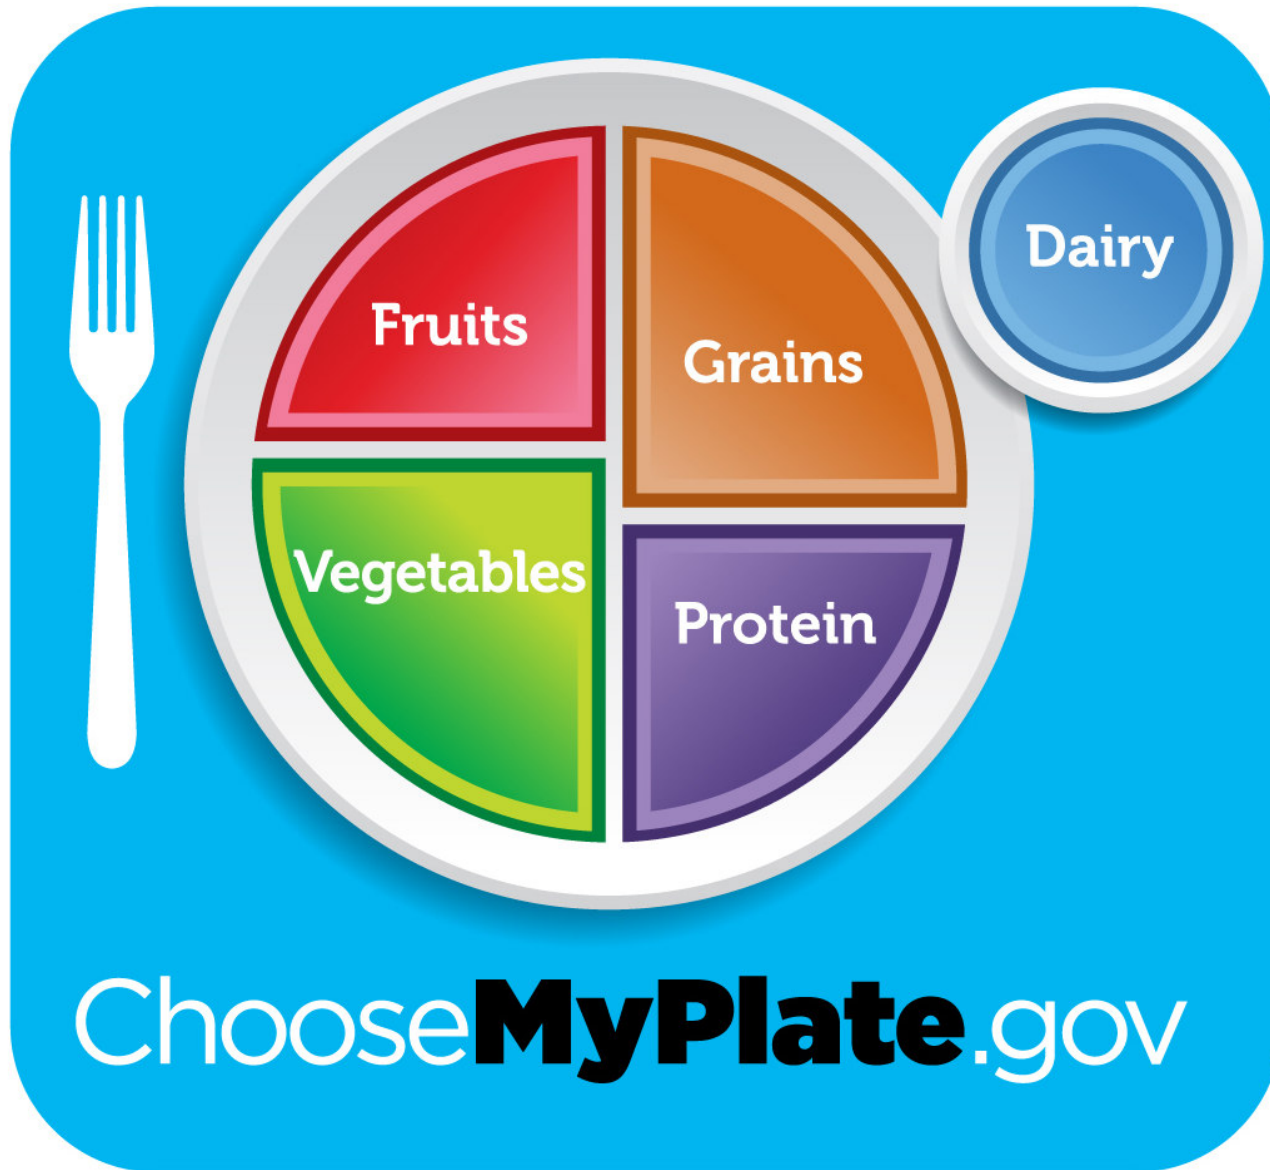 Fruits
Grains
Dairy
Vegetables
Protein
ChooseMyPlate.gov